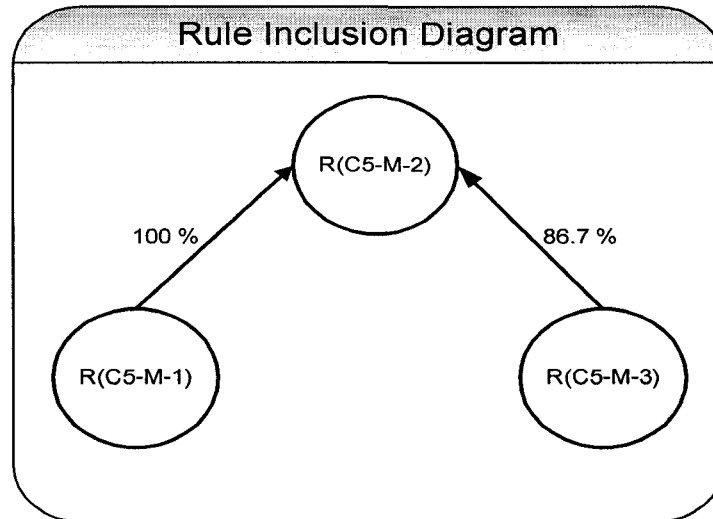 Rule Inclusion Diagram
R(C5-M-2)
100 %
86.7 %
R(C5-M-1)
R(C5-M-3)